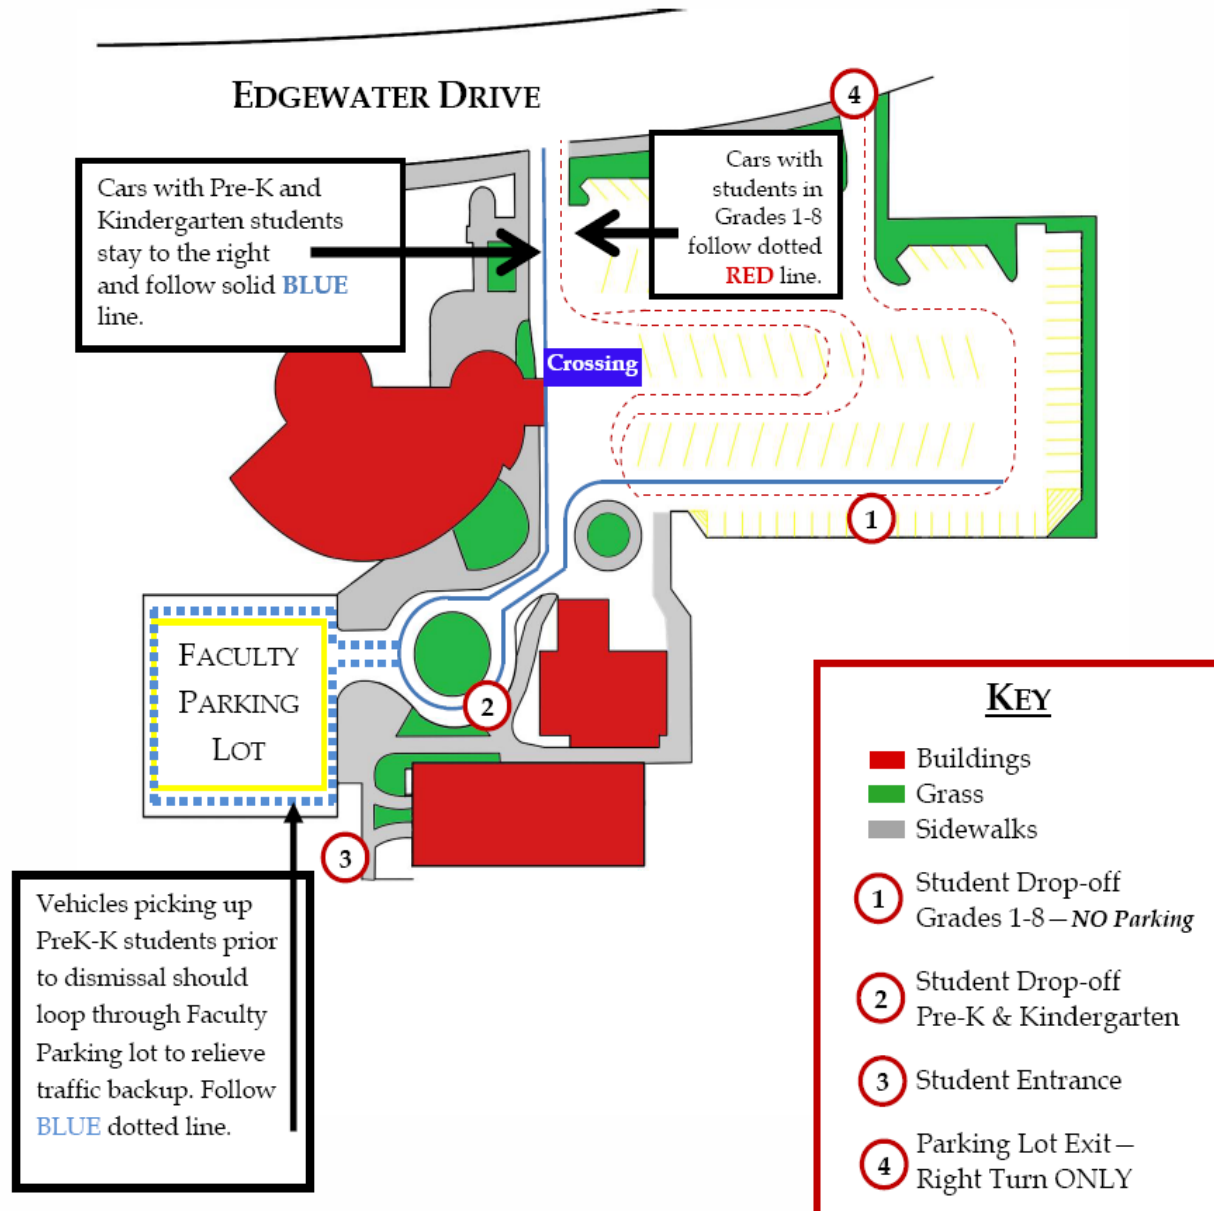 EDGEWATER DRIVE
4
Cars with Pre-K and
Kindergarten students
stay to the right
and follow solid BLUE
line.
Cars with
students in
Grades 1-8
follow dotted
RED line.
Crossing
1
FACULTY
PARKING
LOT
2
3
Vehicles picking up
PreK-K students prior
to dismissal should
loop through Faculty
Parking lot to relieve
traffic backup. Follow
BLUE dotted line.
KEY
Buildings
Grass
Sidewalks
1 Student Drop-off
Grades 1-8—NO Parking
2 Student Drop-off
Pre-K & Kindergarten
3 Student Entrance
4 Parking Lot Exit—
Right Turn ONLY